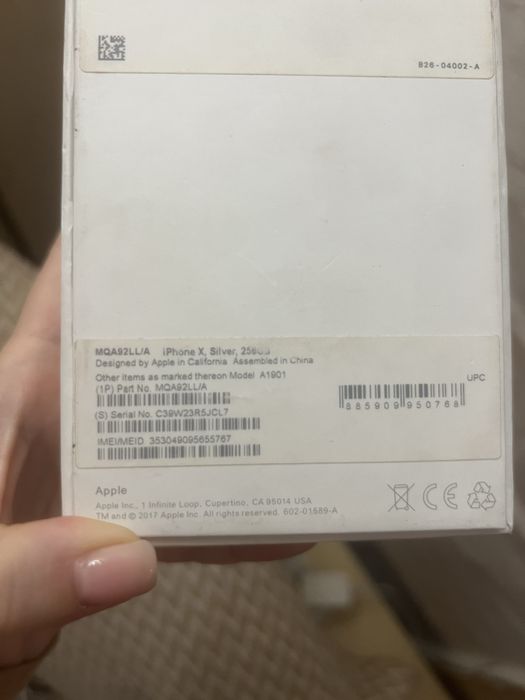 B26-04002-A
MQA92LL/A iPhone X, Silver, 256GB
Designed by Apple in California Assembled in China
Other items as marked thereon Model A1901
(1P) Part No. MQA92LL/A
UPC
885909950768
(S) Serial No. C39W23R5JCL7
IMEI/MEID 353049095655767
Apple
Apple Inc., 1 Infinite Loop, Cupertino, CA 95014 USA
TM and © 2017 Apple Inc. All rights reserved. 602-01589-A
CE